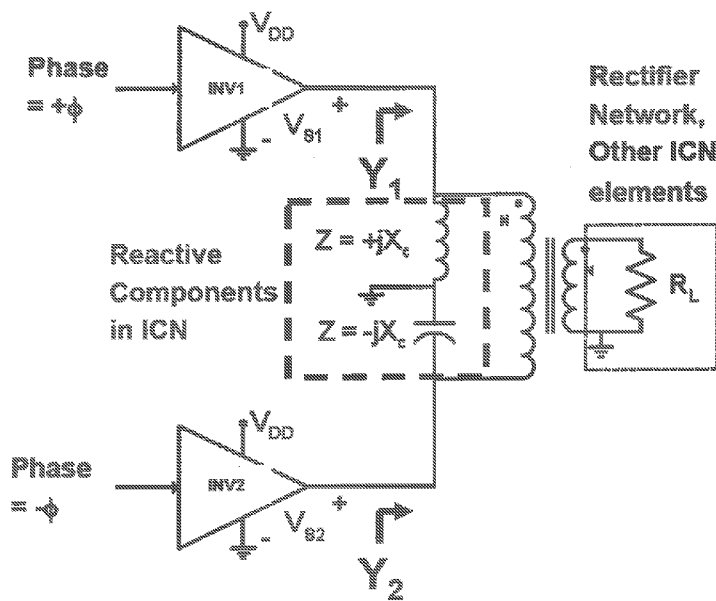 V_DD
Phase
= +ϕ
INV1
+
-
V_S1
Y_1
Rectifier
Network,
Other ICN
elements
Reactive
Components
in ICN
Z = +jX_c
Z = -jX_c
N
R_L
V_DD
Phase
= -ϕ
INV2
+
-
V_S2
Y_2